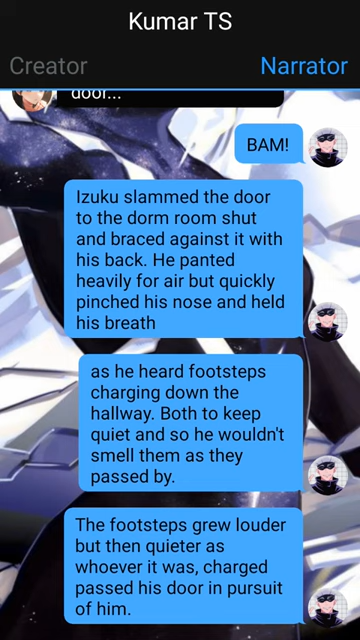 Kumar TS
Creator
Narrator
door...
BAM!
Izuku slammed the door
to the dorm room shut
and braced against it with
his back. He panted
heavily for air but quickly
pinched his nose and held
his breath
as he heard footsteps
charging down the
hallway. Both to keep
quiet and so he wouldn't
smell them as they
passed by.
The footsteps grew louder
but then quieter as
whoever it was, charged
passed his door in pursuit
of him.